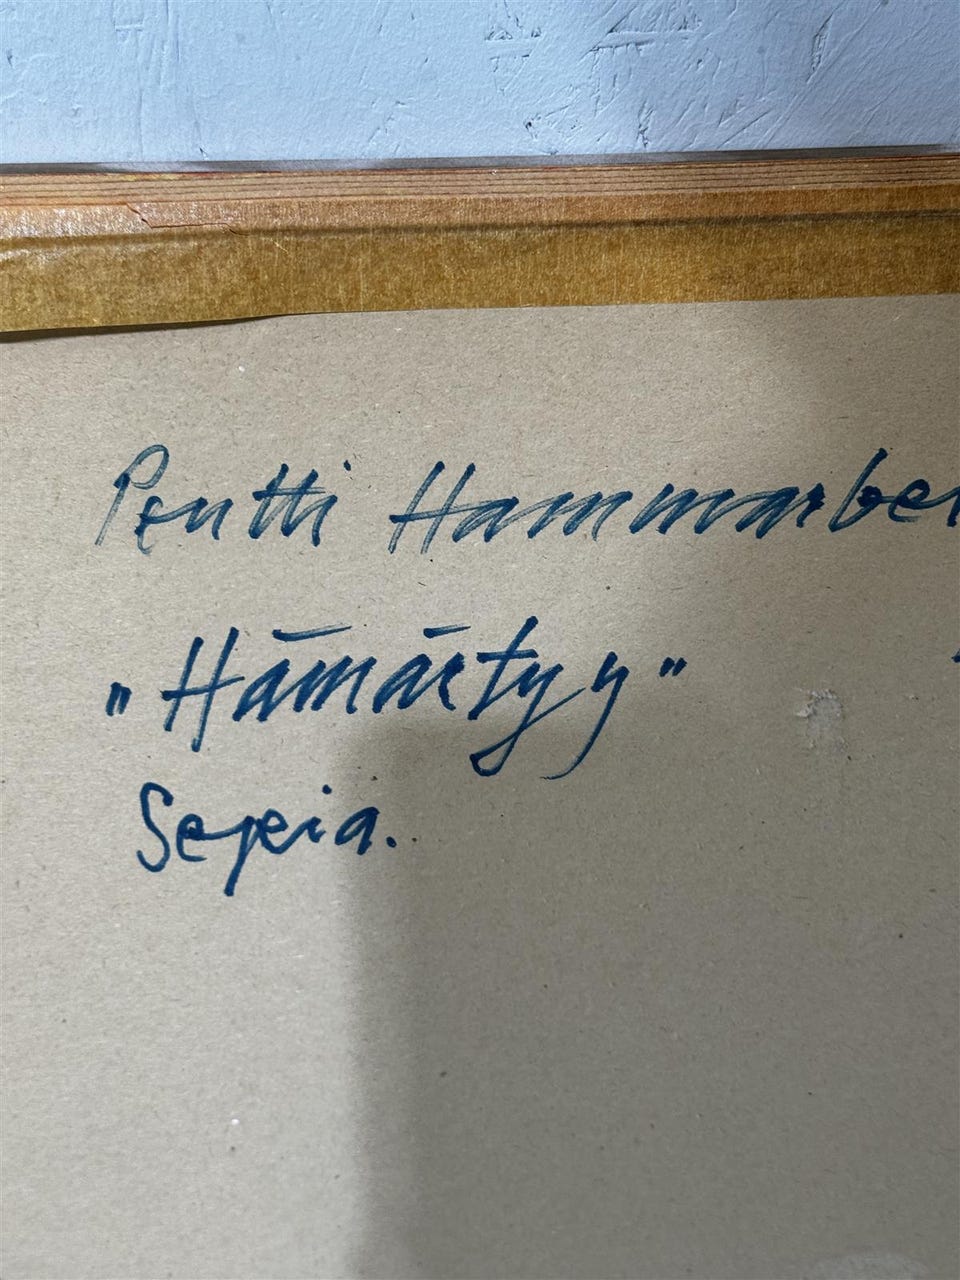 Pentti Hammarber
"Hämärtyy"
Sepia.